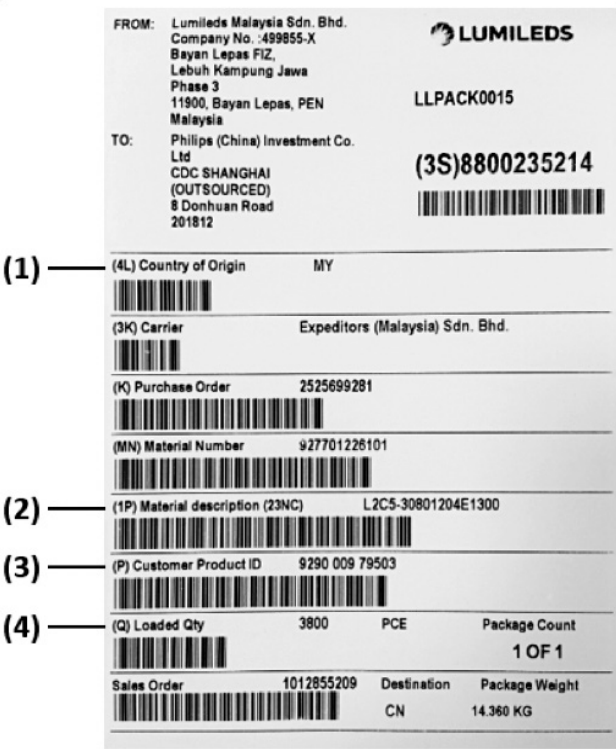 FROM: Lumileds Malaysia Sdn. Bhd.
Company No. :499855-X
Bayan Lepas FIZ,
Lebuh Kampung Jawa
Phase 3
11900, Bayan Lepas, PEN
Malaysia
TO: Philips (China) Investment Co.
Ltd
CDC SHANGHAI
(OUTSOURCED)
8 Donhuan Road
201812
LUMILEDS
LLPACK0015
(3S)8800235214
(1) (4L) Country of Origin MY
(3K) Carrier Expeditors (Malaysia) Sdn. Bhd.
(K) Purchase Order 2525699281
(MN) Material Number 927701226101
(2) (1P) Material description (23NC) L2C5-30801204E1300
(3) (P) Customer Product ID 9290 009 79503
(4) (Q) Loaded Qty 3800 PCE Package Count
1 OF 1
Sales Order 1012855209 Destination Package Weight
CN 14.360 KG